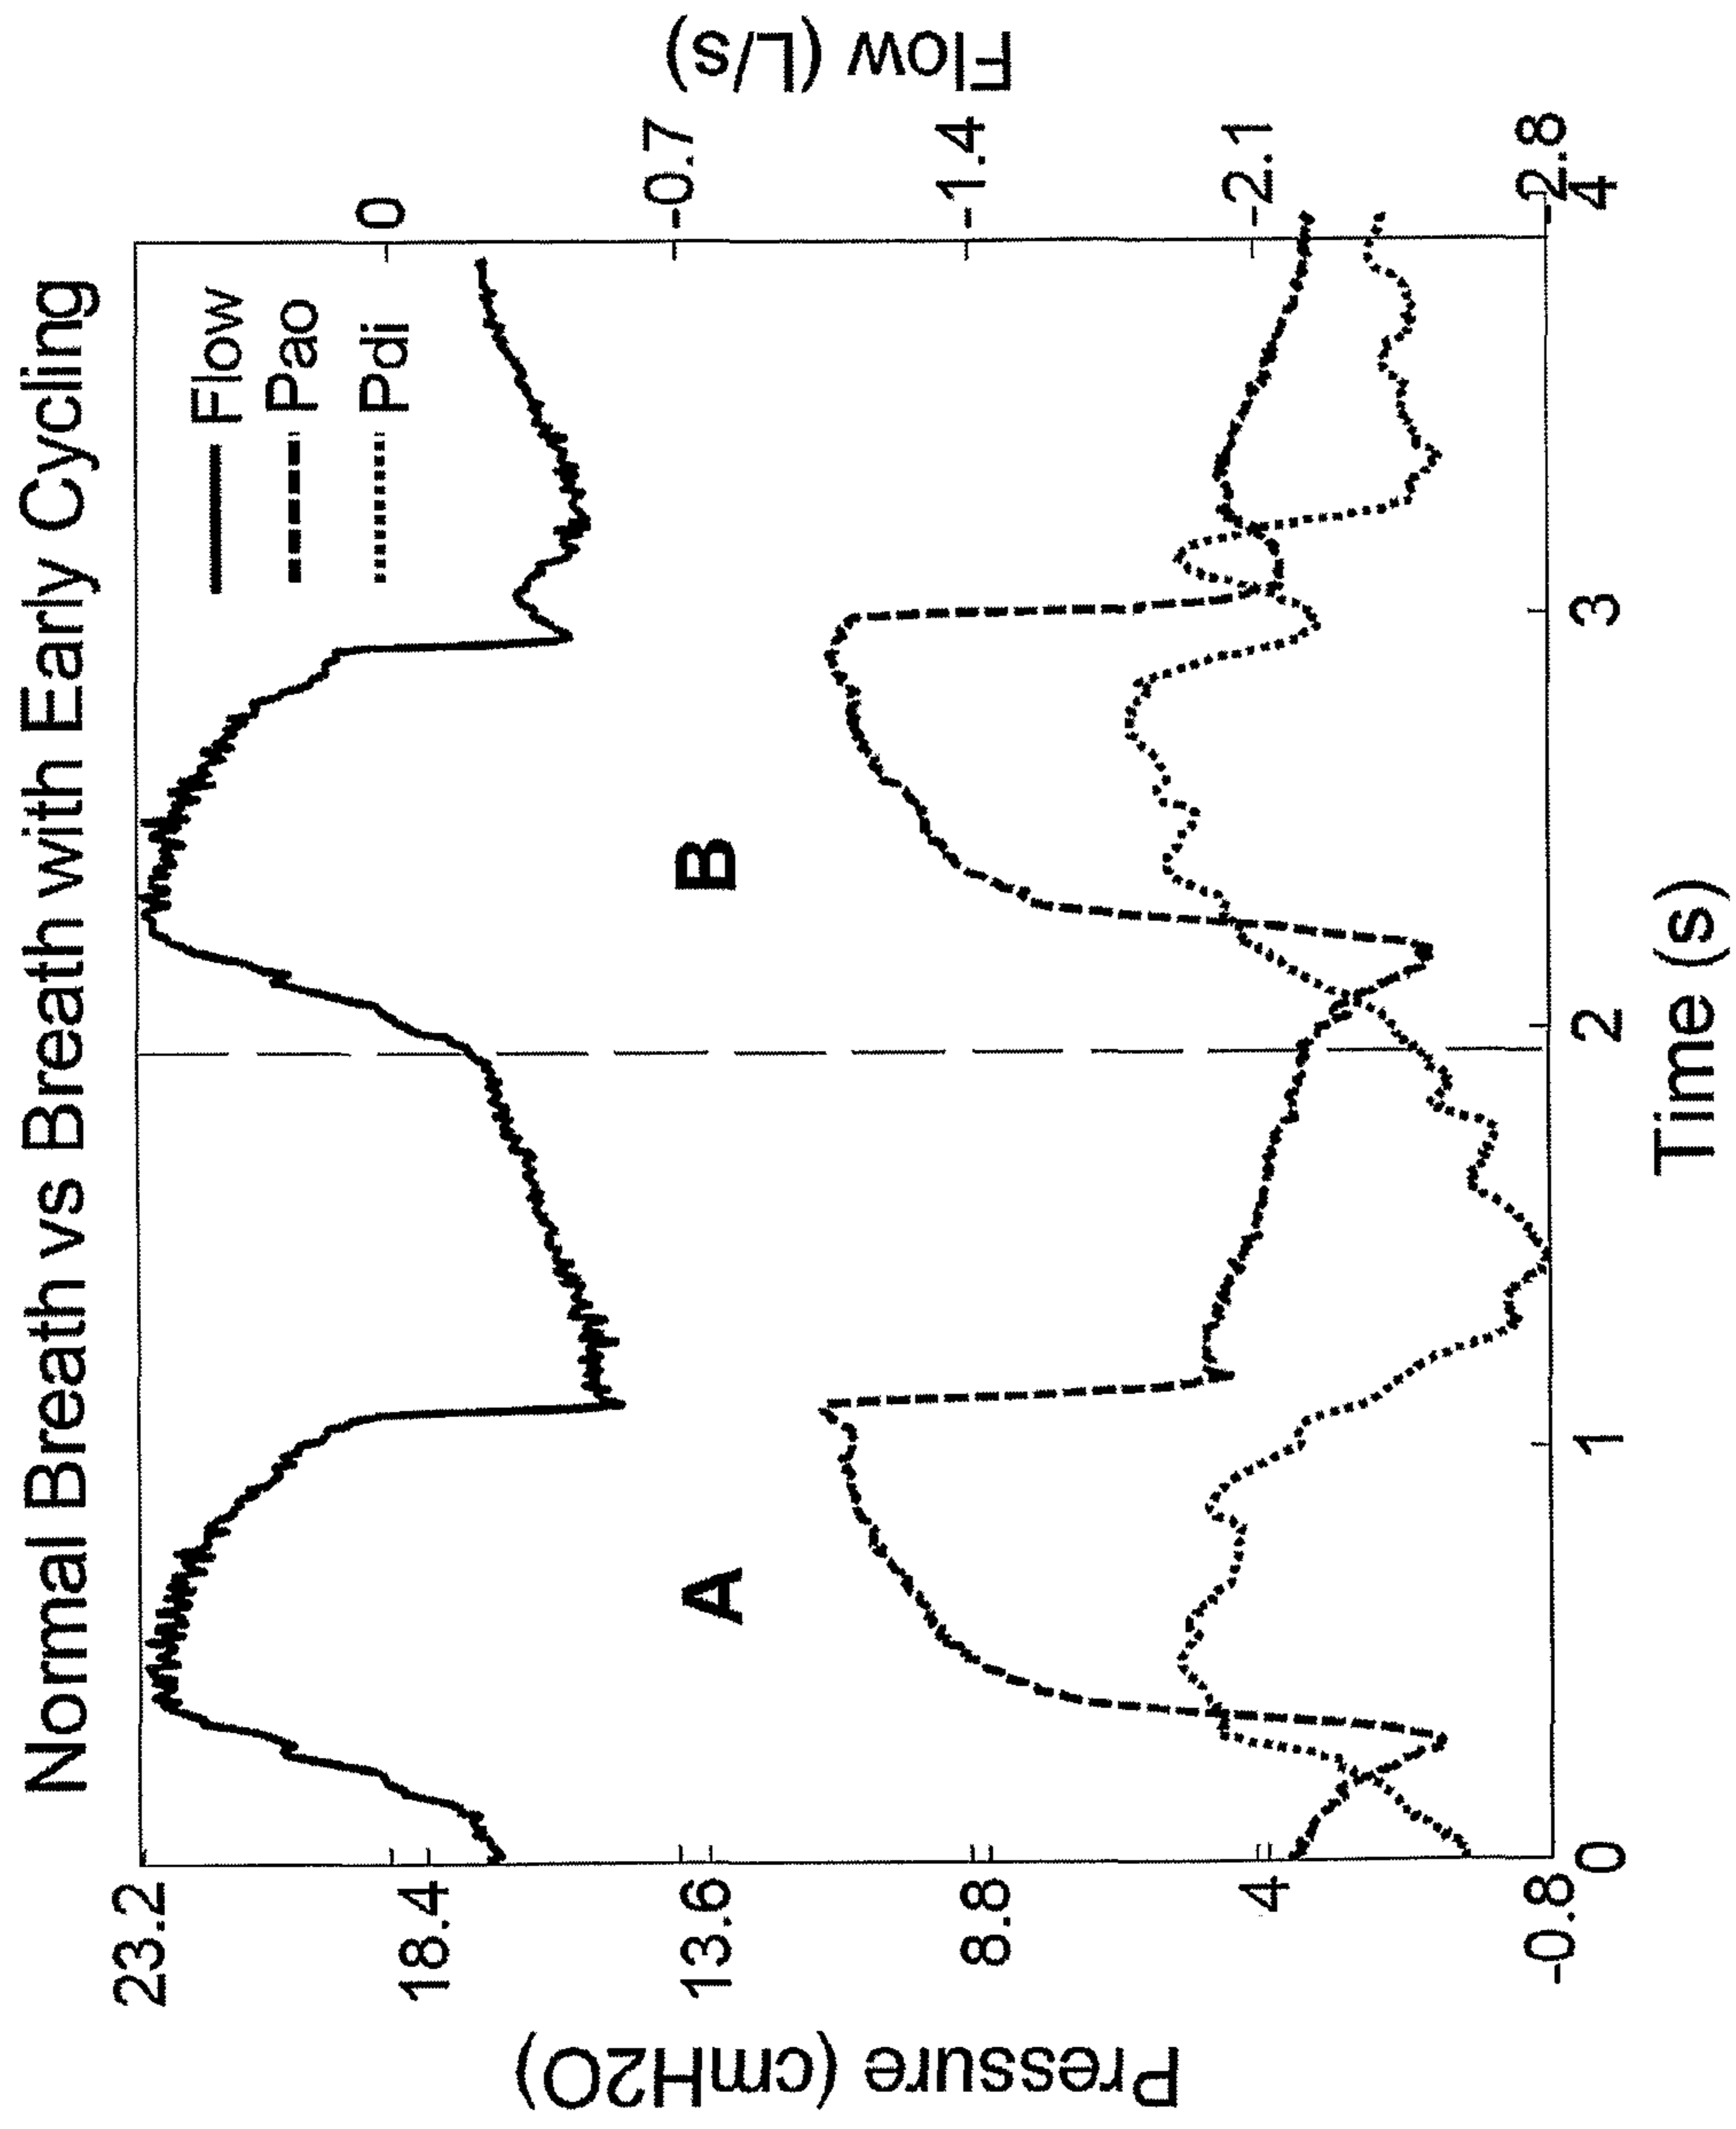 Normal Breath vs Breath with Early Cycling
Flow
Pao
Pdi
A
B
Pressure (cmH2O)
23.2
18.4
13.6
8.8
4
-0.8
Flow (L/s)
0
-0.7
-1.4
-2.1
-2.8
0
1
2
3
4
Time (s)